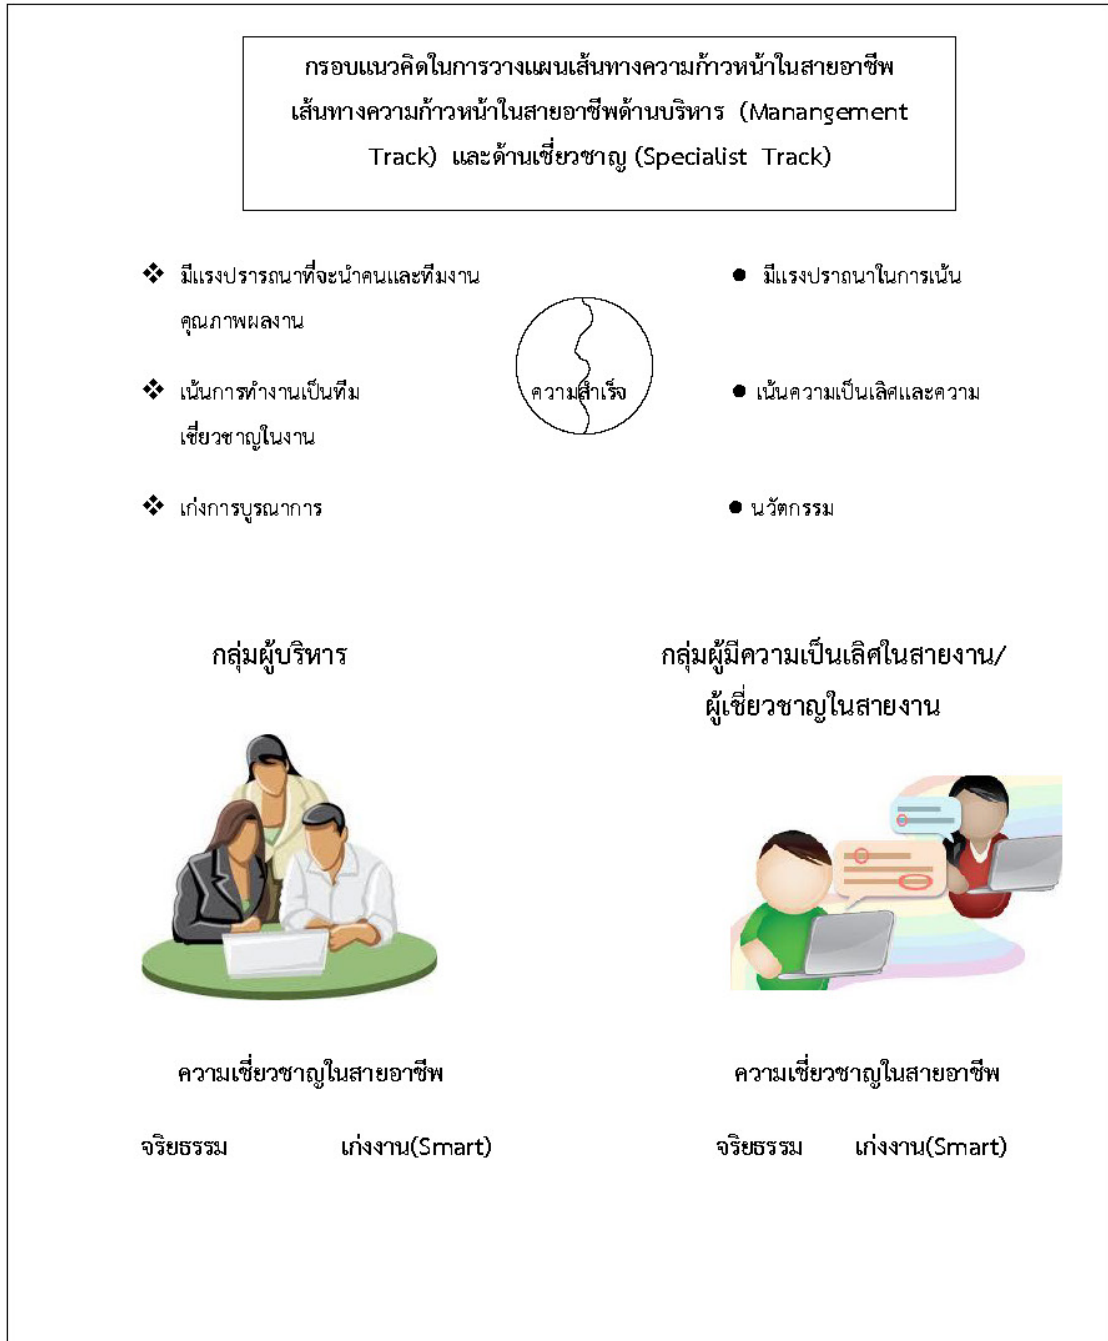 กรอบแนวคิดในการวางแผนเส้นทางความก้าวหน้าในสายอาชีพ
เส้นทางความก้าวหน้าในสายอาชีพด้านบริหาร (Manangement
Track) และด้านเชี่ยวชาญ (Specialist Track)
❖ มีแรงปรารถนาที่จะนำคนและทีมงาน ● มีแรงปราถนาในการเน้น
คุณภาพผลงาน
❖ เน้นการทำงานเป็นทีม ความสำเร็จ ● เน้นความเป็นเลิศและความ
เชี่ยวชาญในงาน
❖ เก่งการบูรณาการ ● นวัตกรรม
กลุ่มผู้บริหาร กลุ่มผู้มีความเป็นเลิศในสายงาน/
ผู้เชี่ยวชาญในสายงาน
ความเชี่ยวชาญในสายอาชีพ ความเชี่ยวชาญในสายอาชีพ
จริยธรรม เก่งงาน(Smart) จริยธรรม เก่งงาน(Smart)